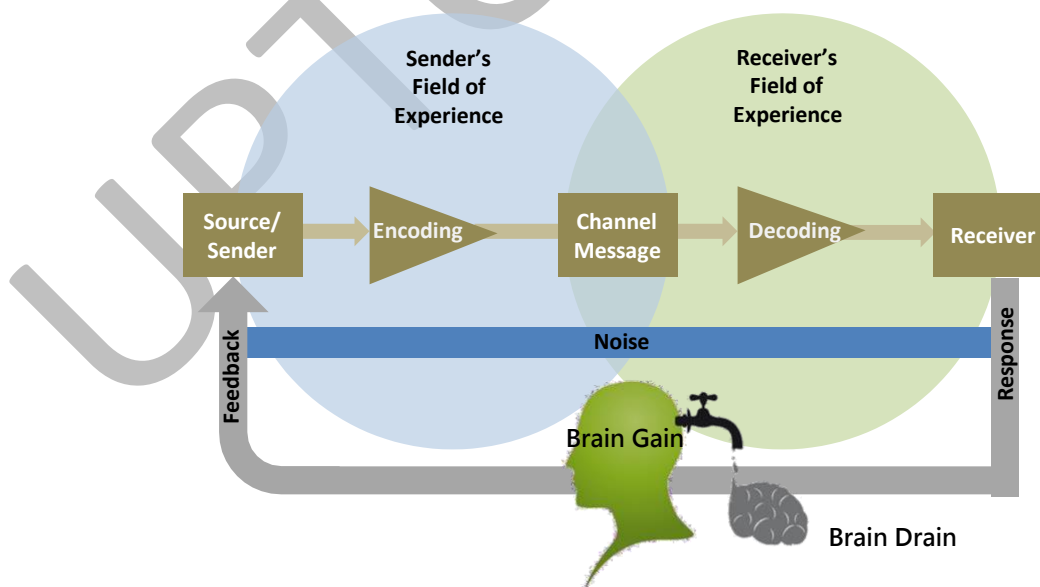 Sender's
Field of
Experience
Receiver's
Field of
Experience
Source/
Sender
Encoding
Channel
Message
Decoding
Receiver
Feedback
Noise
Response
Brain Gain
Brain Drain